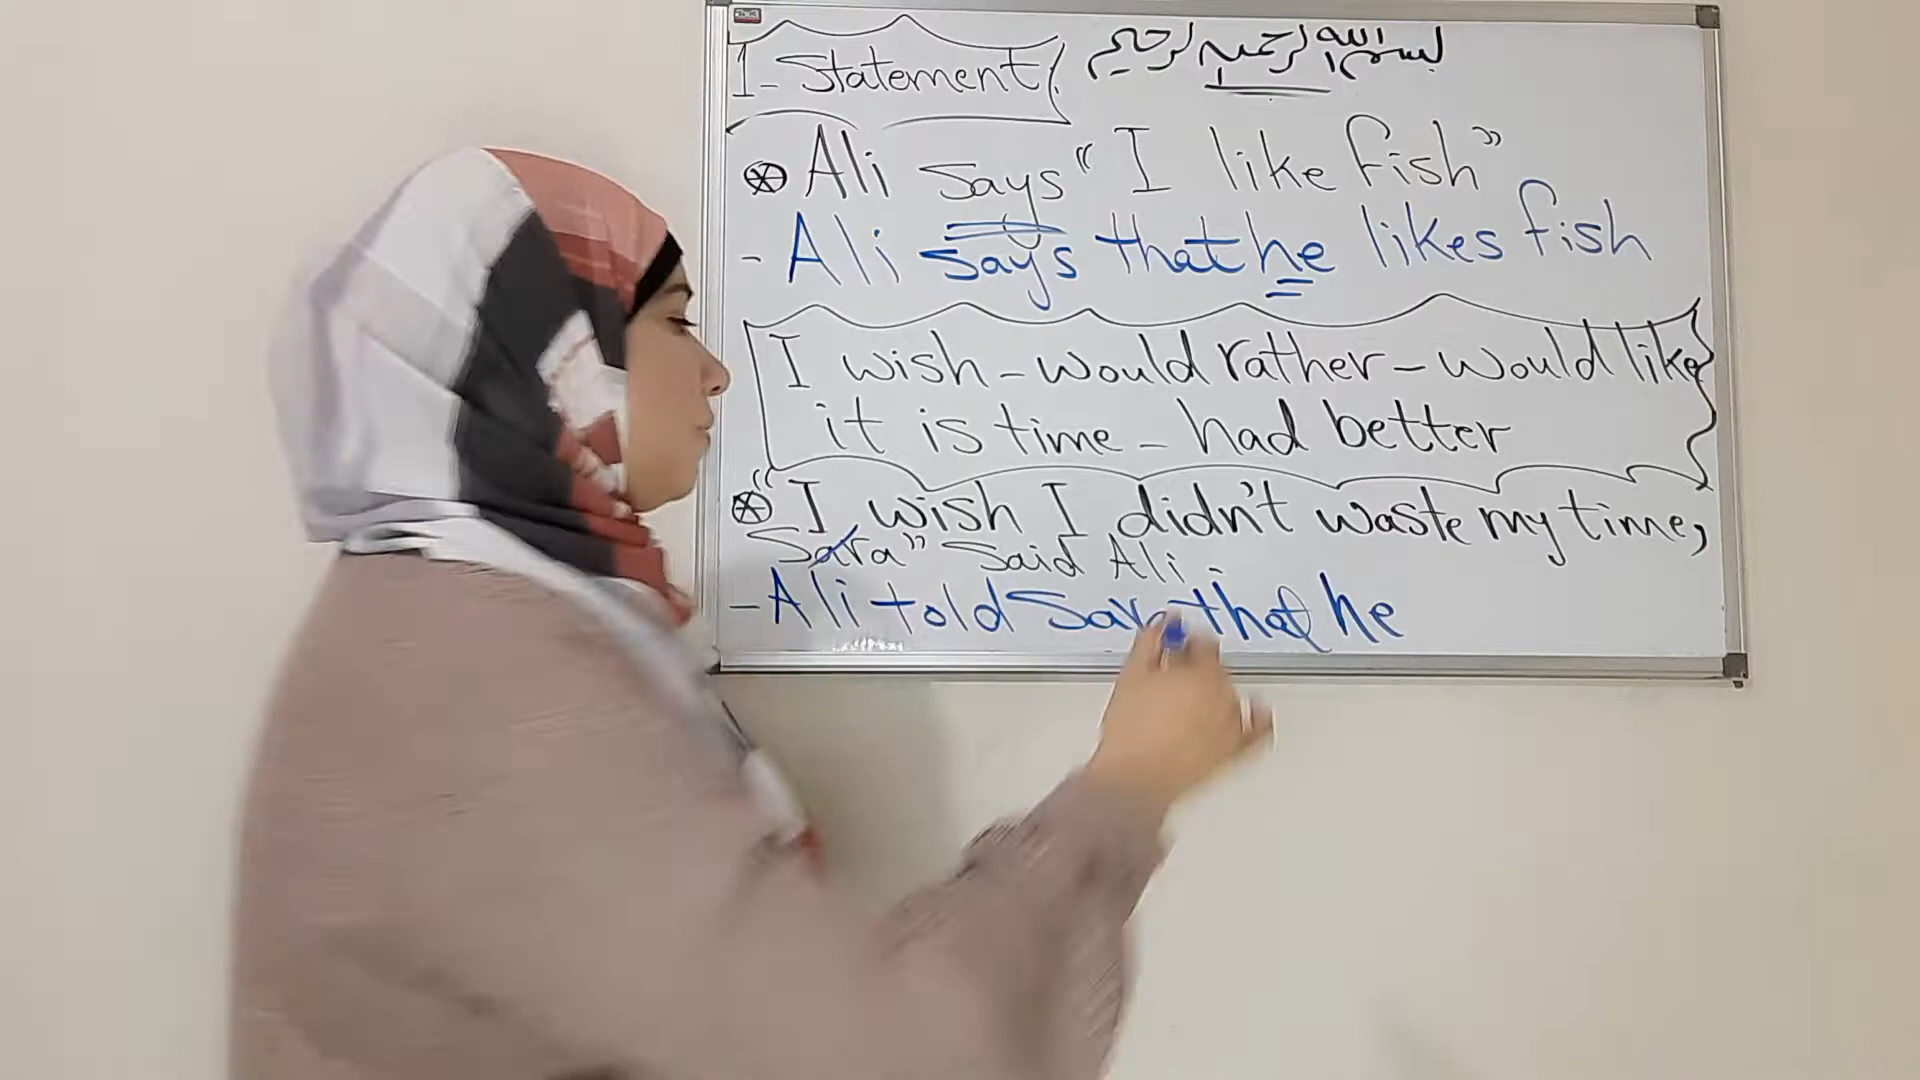 بسم الله الرحمن الرحيم
1- Statement:
Ali says “I like fish”
- Ali says that he likes fish
I wish - would rather - would like
it is time - had better
“I wish I didn't waste my time,
Sara” said Ali.
- Ali told Sara that he